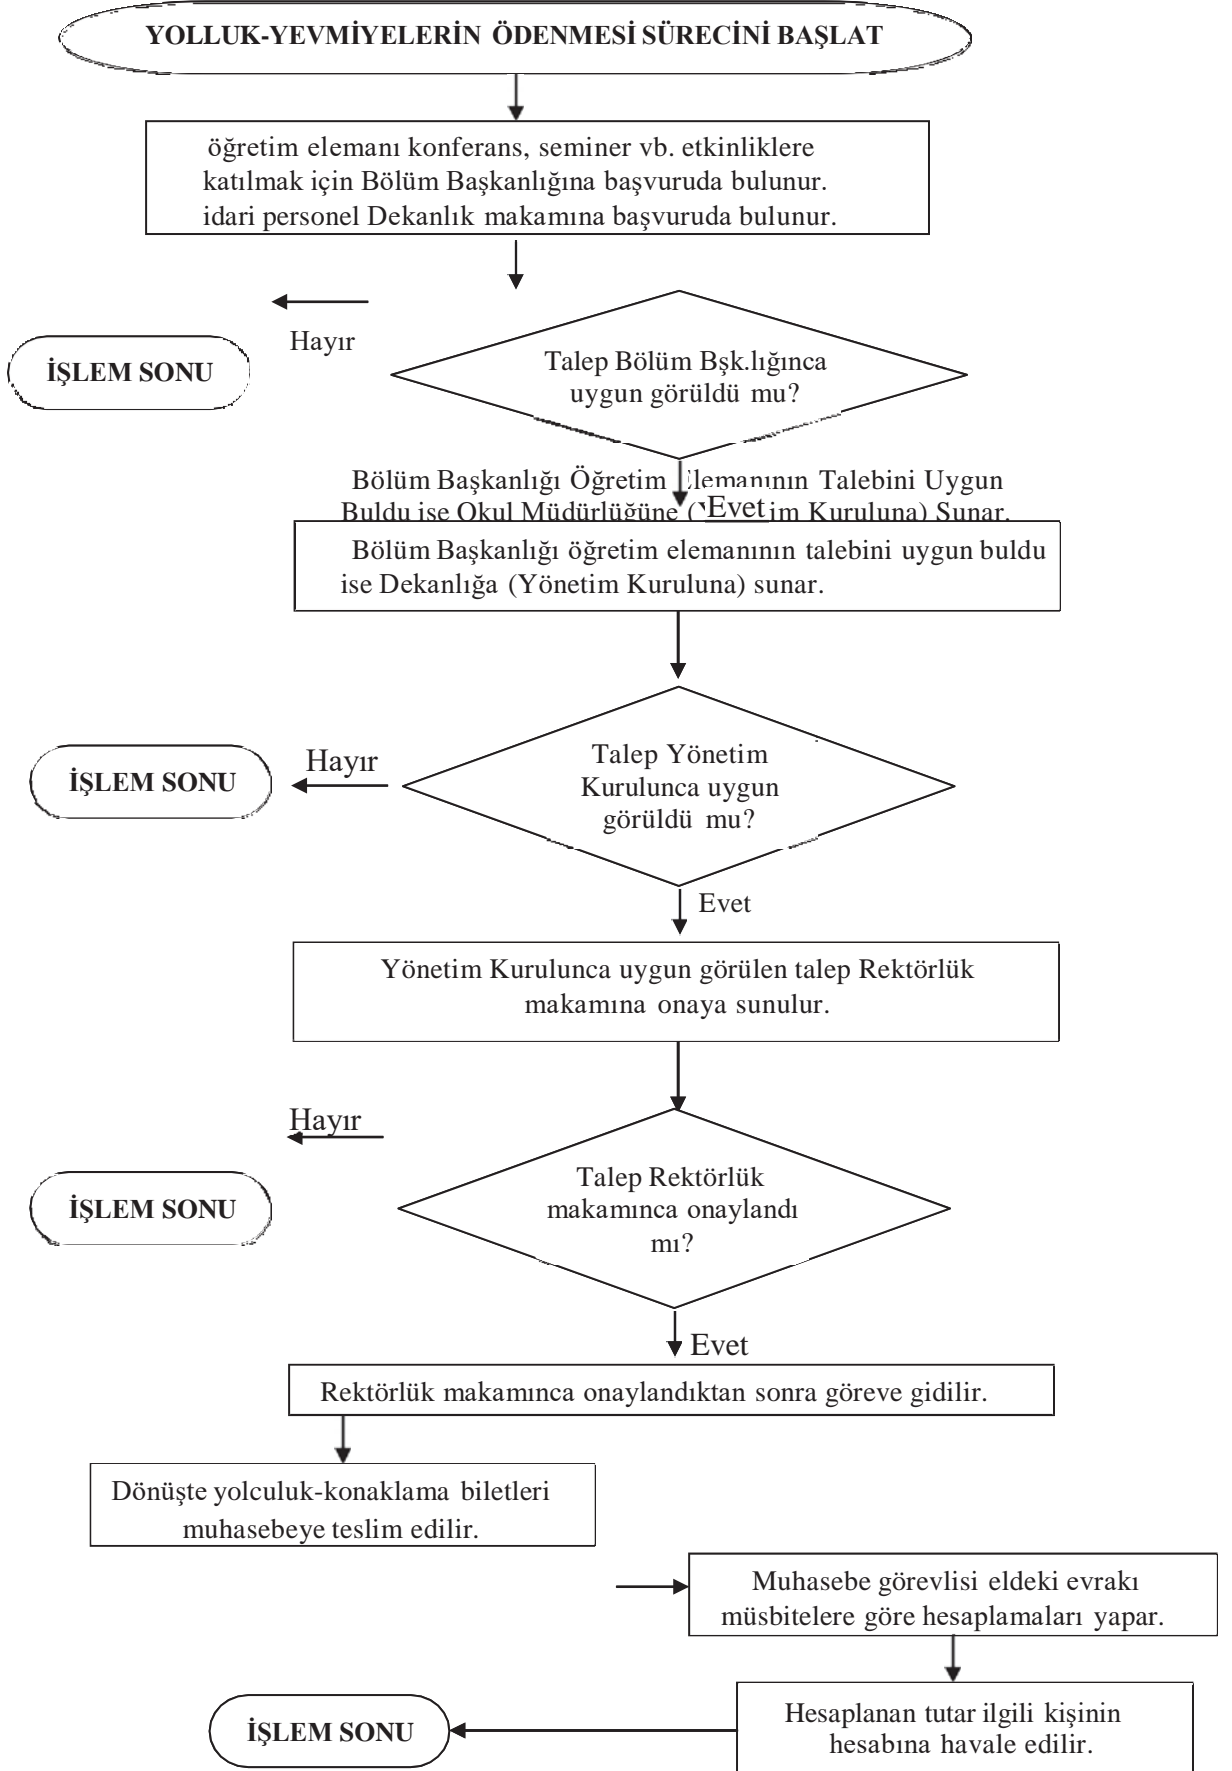 YOLLUK-YEVMİYELERİN ÖDENMESİ SÜRECİNİ BAŞLAT
öğretim elemanı konferans, seminer vb. etkinliklere
katılmak için Bölüm Başkanlığına başvuruda bulunur.
idari personel Dekanlık makamına başvuruda bulunur.
Hayır
İŞLEM SONU
Talep Bölüm Bşk.lığınca
uygun görüldü mu?
Bölüm Başkanlığı Öğretim lemanının Talebini Uygun
Buldu ise Okul Müdürlüğüne ( im Kuruluna) Sunar.
Evet
Bölüm Başkanlığı öğretim elemanının talebini uygun buldu
ise Dekanlığa (Yönetim Kuruluna) sunar.
Hayır
İŞLEM SONU
Talep Yönetim
Kurulunca uygun
görüldü mu?
Evet
Yönetim Kurulunca uygun görülen talep Rektörlük
makamına onaya sunulur.
Hayır
İŞLEM SONU
Talep Rektörlük
makamınca onaylandı
mı?
Evet
Rektörlük makamınca onaylandıktan sonra göreve gidilir.
Dönüşte yolculuk-konaklama biletleri
muhasebeye teslim edilir.
Muhasebe görevlisi eldeki evrakı
müsbitelere göre hesaplamaları yapar.
Hesaplanan tutar ilgili kişinin
hesabına havale edilir.
İŞLEM SONU